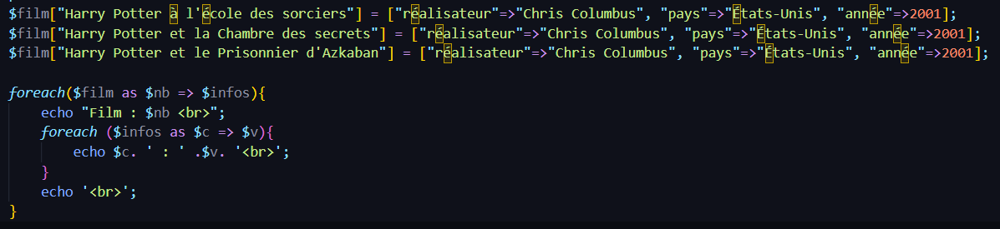 $film["Harry Potter à l'école des sorciers"] = ["réalisateur"=>"Chris Columbus", "pays"=>"États-Unis", "année"=>2001];
$film["Harry Potter et la Chambre des secrets"] = ["réalisateur"=>"Chris Columbus", "pays"=>"États-Unis", "année"=>2001];
$film["Harry Potter et le Prisonnier d'Azkaban"] = ["réalisateur"=>"Chris Columbus", "pays"=>"États-Unis", "année"=>2001];

foreach($film as $nb => $infos){
    echo "Film : $nb <br>";
    foreach ($infos as $c => $v){
        echo $c. ' : ' .$v. '<br>';
    }
    echo '<br>';
}